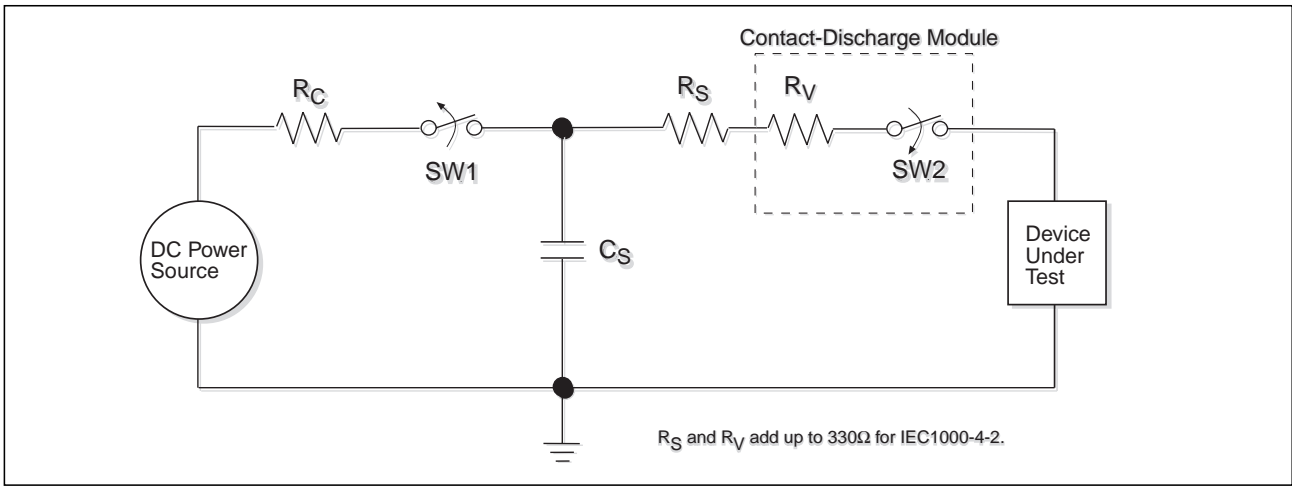 Contact-Discharge Module
RC
RS
RV
SW1
SW2
DC Power
Source
CS
Device
Under
Test
RS and RV add up to 330Ω for IEC1000-4-2.